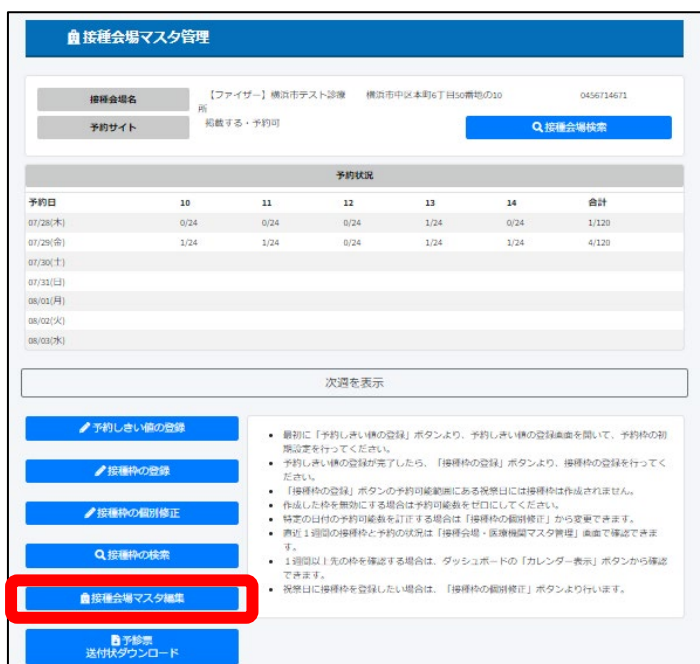 接種会場マスタ管理
接種会場名 【ファイザー】横浜市テスト診療所 横浜市中区本町6丁目50番地の10 0456714671
予約サイト 掲載する・予約可 接種会場検索
予約状況
予約日 10 11 12 13 14 合計
07/28(木) 0/24 0/24 0/24 1/24 0/24 1/120
07/29(金) 1/24 1/24 0/24 1/24 1/24 4/120
07/30(土)
07/31(日)
08/01(月)
08/02(火)
08/03(水)
次週を表示
予約しきい値の登録
接種枠の登録
接種枠の個別修正
接種枠の検索
接種会場マスタ編集
予診票
送付状ダウンロード
• 最初に「予約しきい値の登録」ボタンより、予約しきい値の登録画面を開いて、予約枠の初
期設定を行ってください。
• 予約しきい値の登録が完了したら、「接種枠の登録」ボタンより、接種枠の登録を行ってく
ださい。
• 「接種枠の登録」ボタンの予約可能範囲にある祝祭日には接種枠は作成されません。
• 作成した枠を無効にする場合は予約可能数をゼロにしてください。
• 特定の日付の予約可能数を訂正する場合は「接種枠の個別修正」から変更できます。
• 直近1週間の接種枠と予約の状況は「接種会場・医療機関マスタ管理」画面で確認できま
す。
• 1週間以上先の枠を確認する場合は、ダッシュボードの「カレンダー表示」ボタンから確認
できます。
• 祝祭日に接種枠を登録したい場合は、「接種枠の個別修正」ボタンより行います。